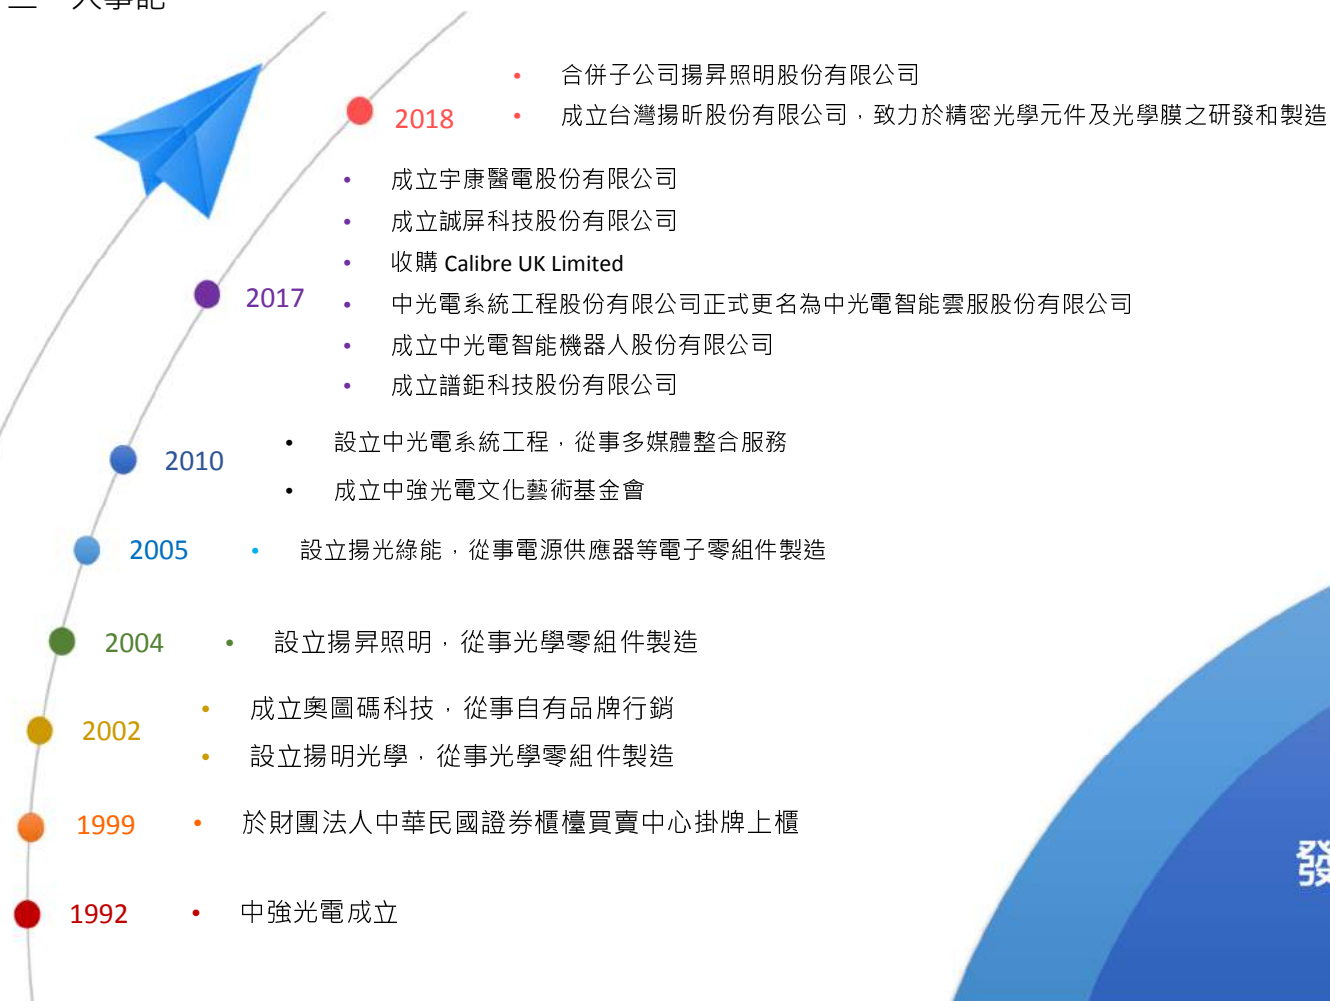 合併子公司揚昇照明股份有限公司
2018
成立台灣揚昕股份有限公司，致力於精密光學元件及光學膜之研發和製造
成立宇康醫電股份有限公司
成立誠屏科技股份有限公司
收購 Calibre UK Limited
2017
中光電系統工程股份有限公司正式更名為中光電智能雲服股份有限公司
成立中光電智能機器人股份有限公司
成立譜鉅科技股份有限公司
設立中光電系統工程，從事多媒體整合服務
2010
成立中強光電文化藝術基金會
2005
設立揚光綠能，從事電源供應器等電子零組件製造
2004
設立揚昇照明，從事光學零組件製造
成立奧圖碼科技，從事自有品牌行銷
2002
設立揚明光學，從事光學零組件製造
1999
於財團法人中華民國證券櫃檯買賣中心掛牌上櫃
發
1992
中強光電成立